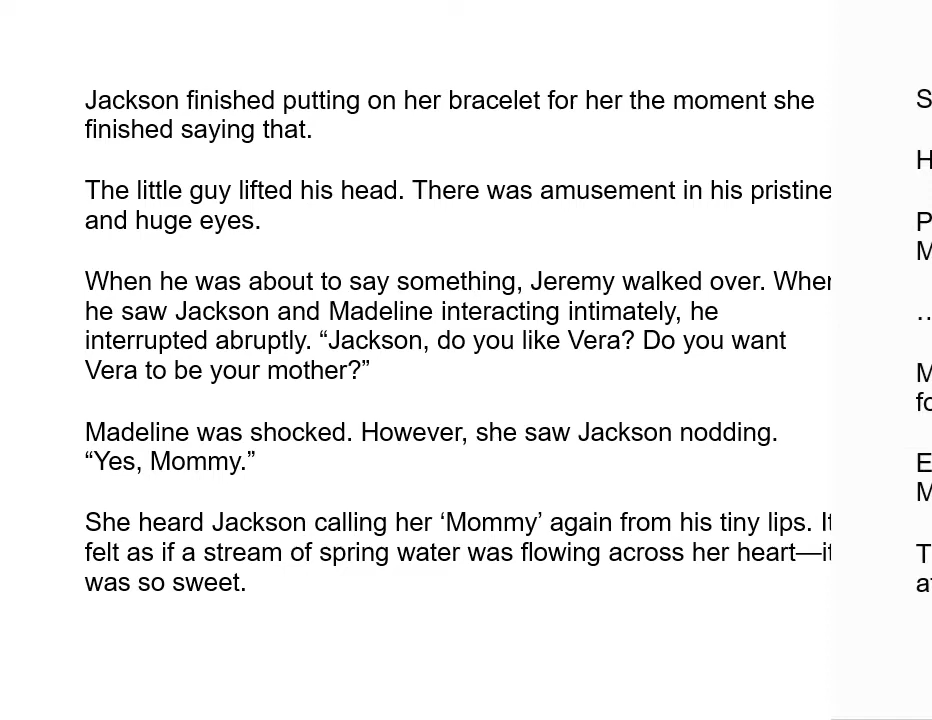 Jackson finished putting on her bracelet for her the moment she
finished saying that.
The little guy lifted his head. There was amusement in his pristine
and huge eyes.
When he was about to say something, Jeremy walked over. When
he saw Jackson and Madeline interacting intimately, he
interrupted abruptly. “Jackson, do you like Vera? Do you want
Vera to be your mother?”
Madeline was shocked. However, she saw Jackson nodding.
“Yes, Mommy.”
She heard Jackson calling her ‘Mommy’ again from his tiny lips. It
felt as if a stream of spring water was flowing across her heart—it
was so sweet.